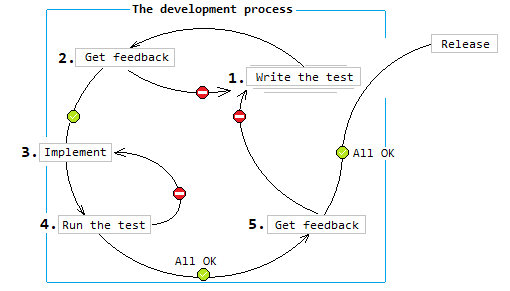 The development process
Release
2. Get feedback
1. Write the test
3. Implement
All OK
4. Run the test
5. Get feedback
All OK